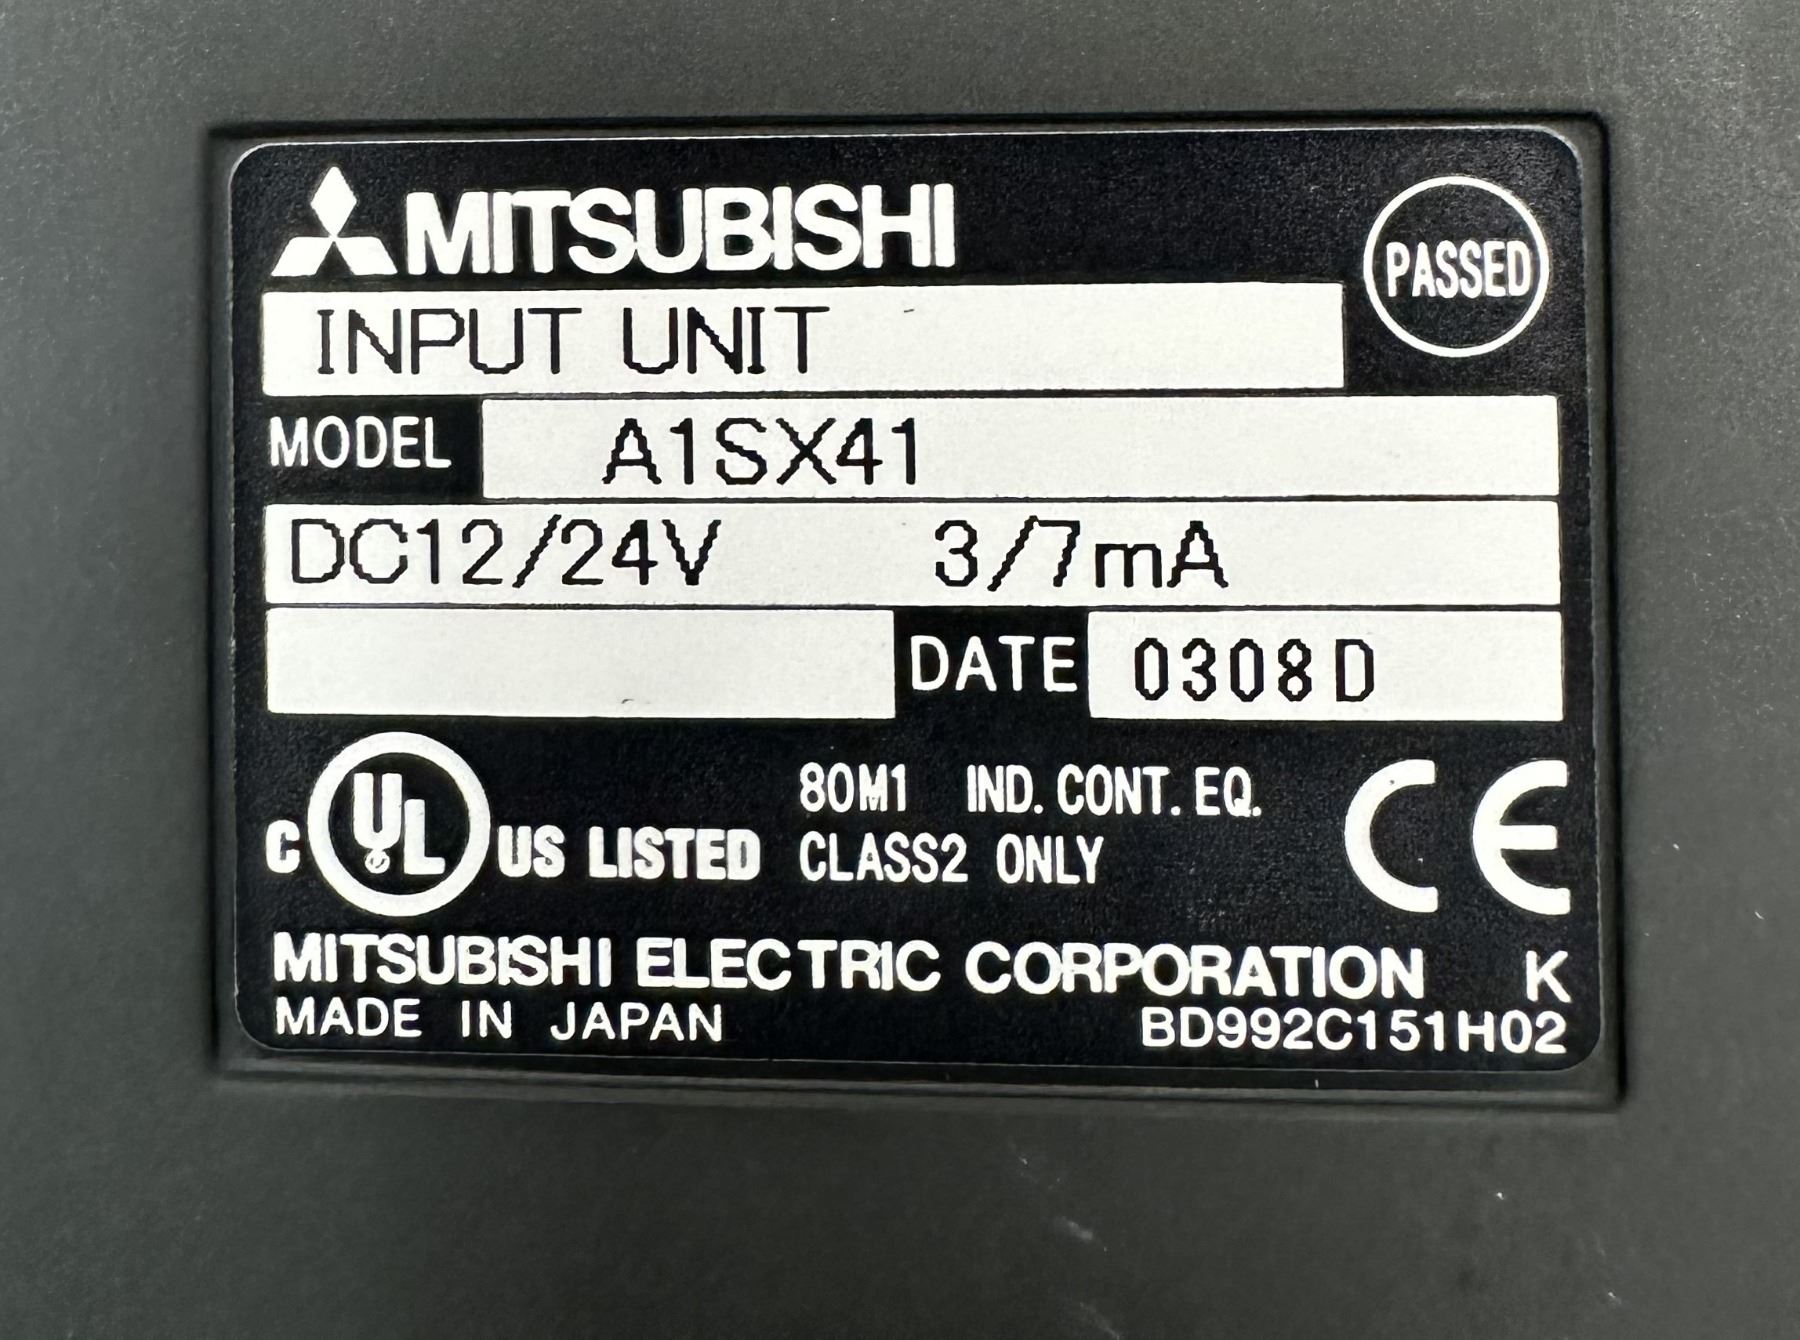 MITSUBISHI
PASSED
INPUT UNIT
MODEL A1SX41
DC12/24V 3/7mA
DATE 0308D
C UL US LISTED
80M1 IND. CONT. EQ.
CLASS2 ONLY
CE
MITSUBISHI ELECTRIC CORPORATION K
MADE IN JAPAN BD992C151H02